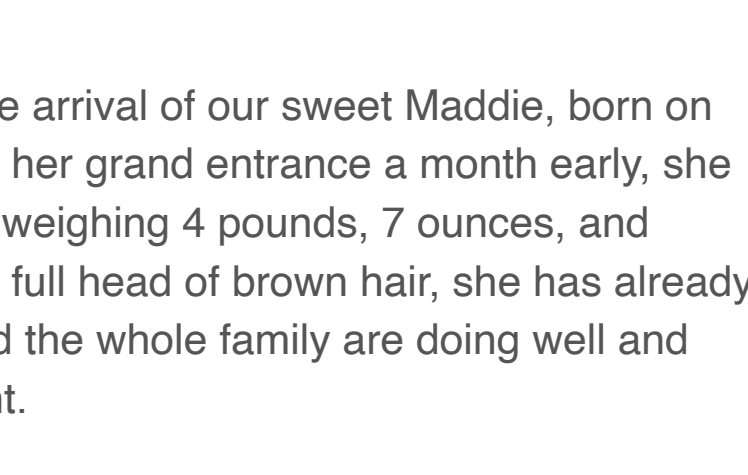 arrival of our sweet Maddie, born on
her grand entrance a month early, she
weighing 4 pounds, 7 ounces, and
full head of brown hair, she has already
the whole family are doing well and